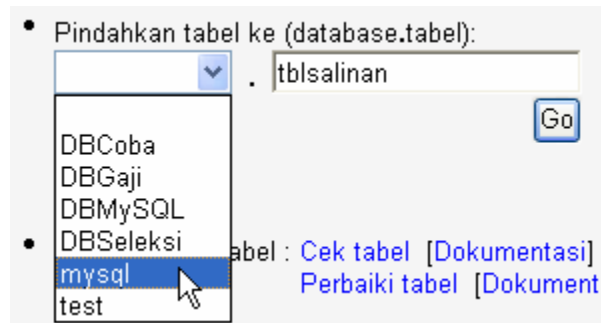 Pindahkan tabel ke (database.tabel):
. tblsalinan
Go
DBCoba
DBGaji
DBMySQL
DBSeleksi
abel : Cek tabel [Dokumentasi]
mysql
Perbaiki tabel [Dokument
test